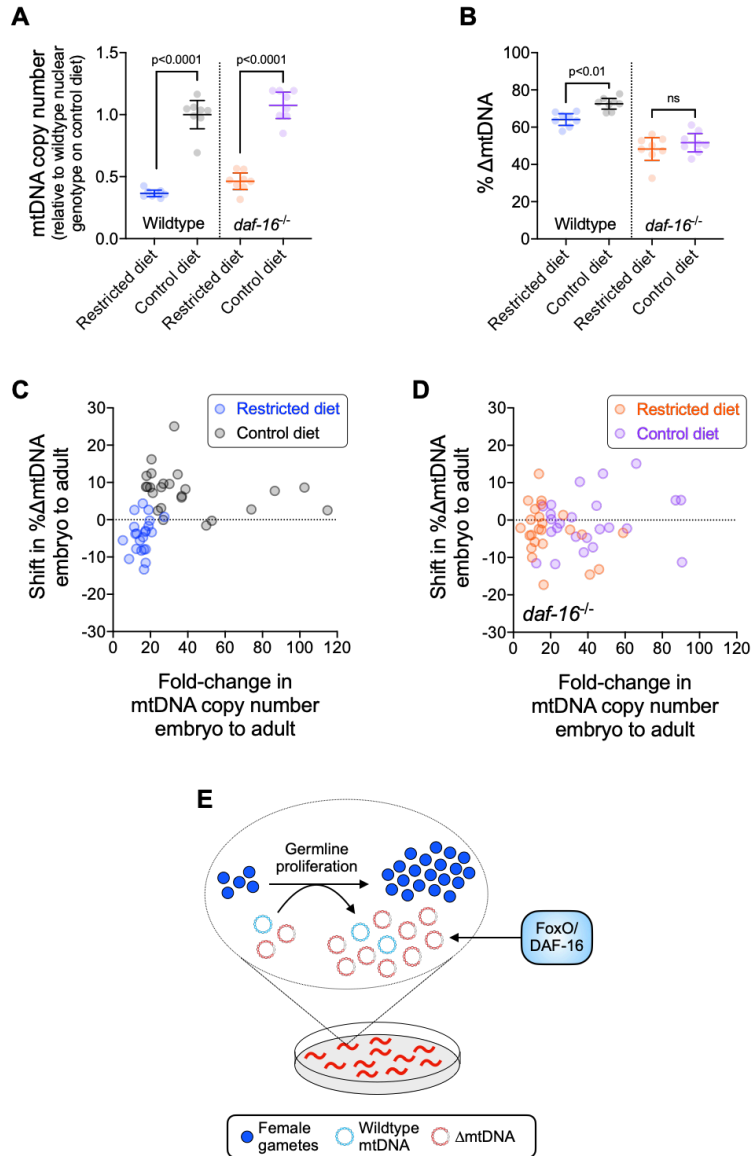 A
mtDNA copy number
(relative to wildtype nuclear
genotype on control diet)
1.5
1.0
0.5
0.0
p<0.0001
p<0.0001
Wildtype
daf-16-/-
Restricted diet
Control diet
Restricted diet
Control diet
B
% ΔmtDNA
100
80
60
40
20
0
p<0.01
ns
Wildtype
daf-16-/-
Restricted diet
Control diet
Restricted diet
Control diet
C
Shift in %ΔmtDNA
embryo to adult
30
20
10
0
-10
-20
-30
Restricted diet
Control diet
0 20 40 60 80 100 120
Fold-change in
mtDNA copy number
embryo to adult
D
Shift in %ΔmtDNA
embryo to adult
30
20
10
0
-10
-20
-30
Restricted diet
Control diet
daf-16-/-
0 20 40 60 80 100 120
Fold-change in
mtDNA copy number
embryo to adult
E
Germline
proliferation
FoxO/
DAF-16
Female
gametes
Wildtype
mtDNA
ΔmtDNA